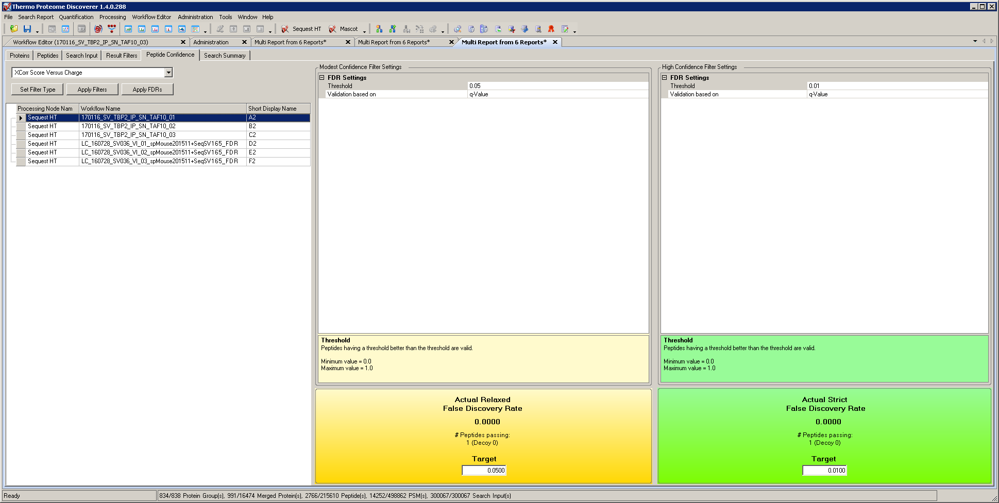 Thermo Proteome Discoverer 1.4.0.288
File Search Report Quantification Processing Workflow Editor Administration Tools Window Help
Sequest HT Mascot
Workflow Editor (170116_SV_TBP2_IP_SN_TAF10_03) Administration Multi Report from 6 Reports* Multi Report from 6 Reports* Multi Report from 6 Reports*
Proteins Peptides Search Input Result Filters Peptide Confidence Search Summary
XCorr Score Versus Charge
Set Filter Type Apply Filters Apply FDRs
Processing Node Nam Workflow Name Short Display Name
Sequest HT 170116_SV_TBP2_IP_SN_TAF10_01 A2
Sequest HT 170116_SV_TBP2_IP_SN_TAF10_02 B2
Sequest HT 170116_SV_TBP2_IP_SN_TAF10_03 C2
Sequest HT LC_160728_SV036_VI_01_spMouse201511+SeqSV165_FDR D2
Sequest HT LC_160728_SV036_VI_02_spMouse201511+SeqSV165_FDR E2
Sequest HT LC_160728_SV036_VI_03_spMouse201511+SeqSV165_FDR F2
Modest Confidence Filter Settings
FDR Settings
Threshold 0.05
Validation based on q-Value
Threshold
Peptides having a threshold better than the threshold are valid.
Minimum value = 0.0
Maximum value = 1.0
Actual Relaxed
False Discovery Rate
0.0000
# Peptides passing:
1 (Decoy 0)
Target
0.0500
High Confidence Filter Settings
FDR Settings
Threshold 0.01
Validation based on q-Value
Threshold
Peptides having a threshold better than the threshold are valid.
Minimum value = 0.0
Maximum value = 1.0
Actual Strict
False Discovery Rate
0.0000
# Peptides passing:
1 (Decoy 0)
Target
0.0100
Ready 834/838 Protein Group(s), 991/16474 Merged Protein(s), 2766/215610 Peptide(s), 14252/498862 PSM(s), 300067/300067 Search Input(s)